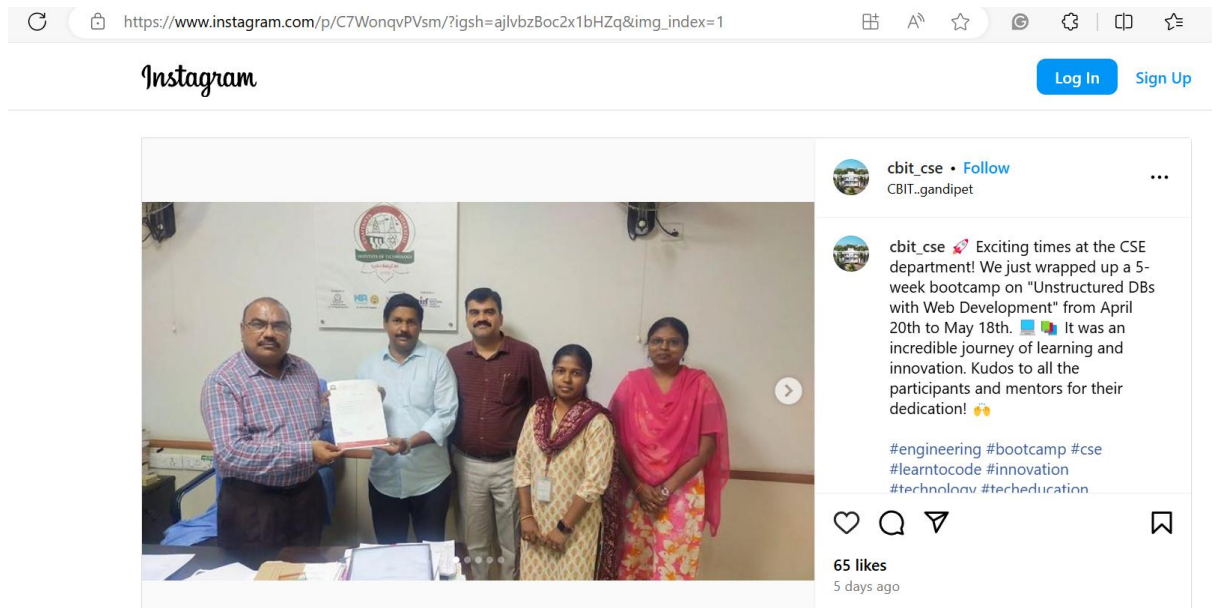 https://www.instagram.com/p/C7WonqvPVsm/?igsh=ajlvbzBoc2x1bHZq&img_index=1
Instagram
Log In
Sign Up
INSTITUTE OF TECHNOLOGY
cbit_cse • Follow
CBIT..gandipet
cbit_cse 🚀 Exciting times at the CSE
department! We just wrapped up a 5-
week bootcamp on "Unstructured DBs
with Web Development" from April
20th to May 18th. 💻 📚 It was an
incredible journey of learning and
innovation. Kudos to all the
participants and mentors for their
dedication! 🙌
#engineering #bootcamp #cse
#learntocode #innovation
#technology #techeducation
65 likes
5 days ago